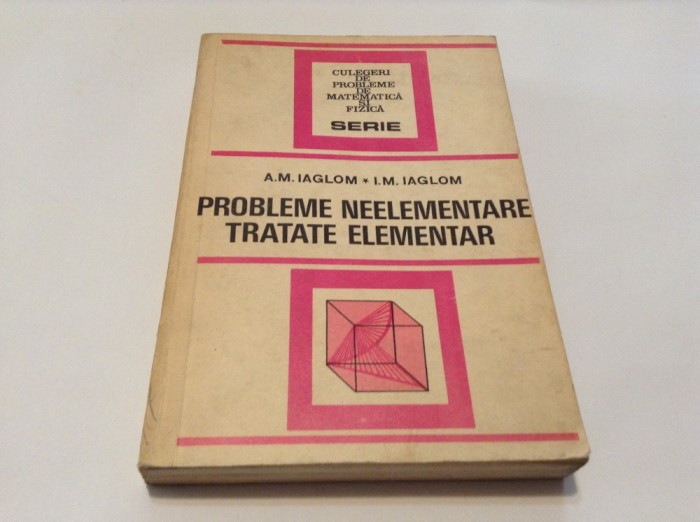 CULEGERI
DE
PROBLEME
DE
MATEMATICĂ
ŞI
FIZICĂ
SERIE
A.M. IAGLOM * I.M. IAGLOM
PROBLEME NEELEMENTARE
TRATATE ELEMENTAR